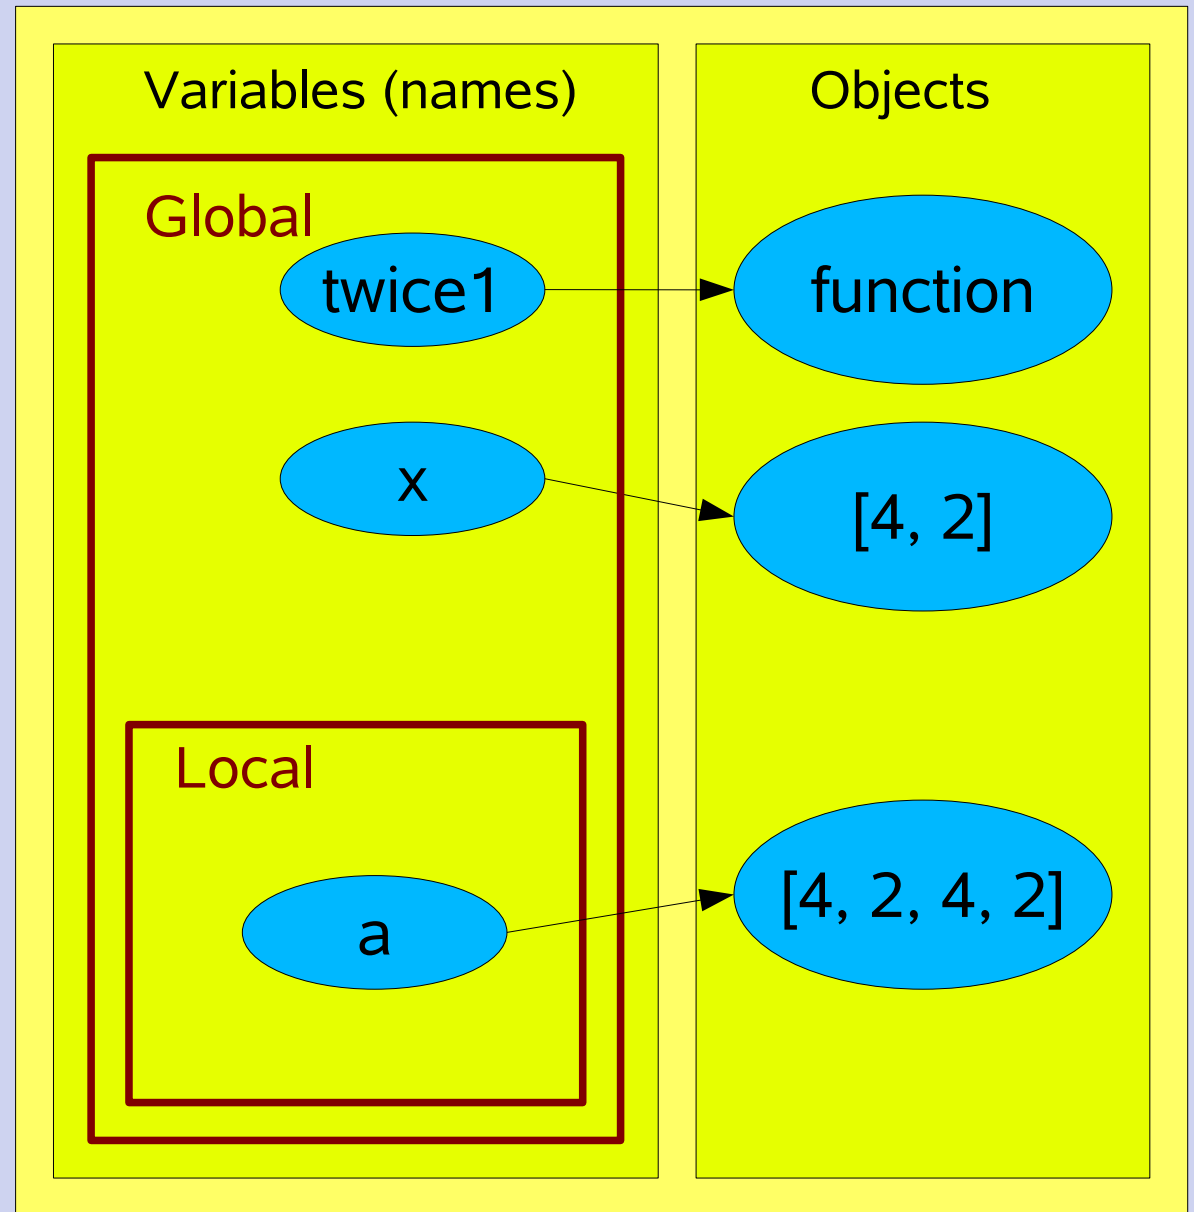 Variables (names)
Objects
Global
twice1
function
x
[4, 2]
Local
a
[4, 2, 4, 2]